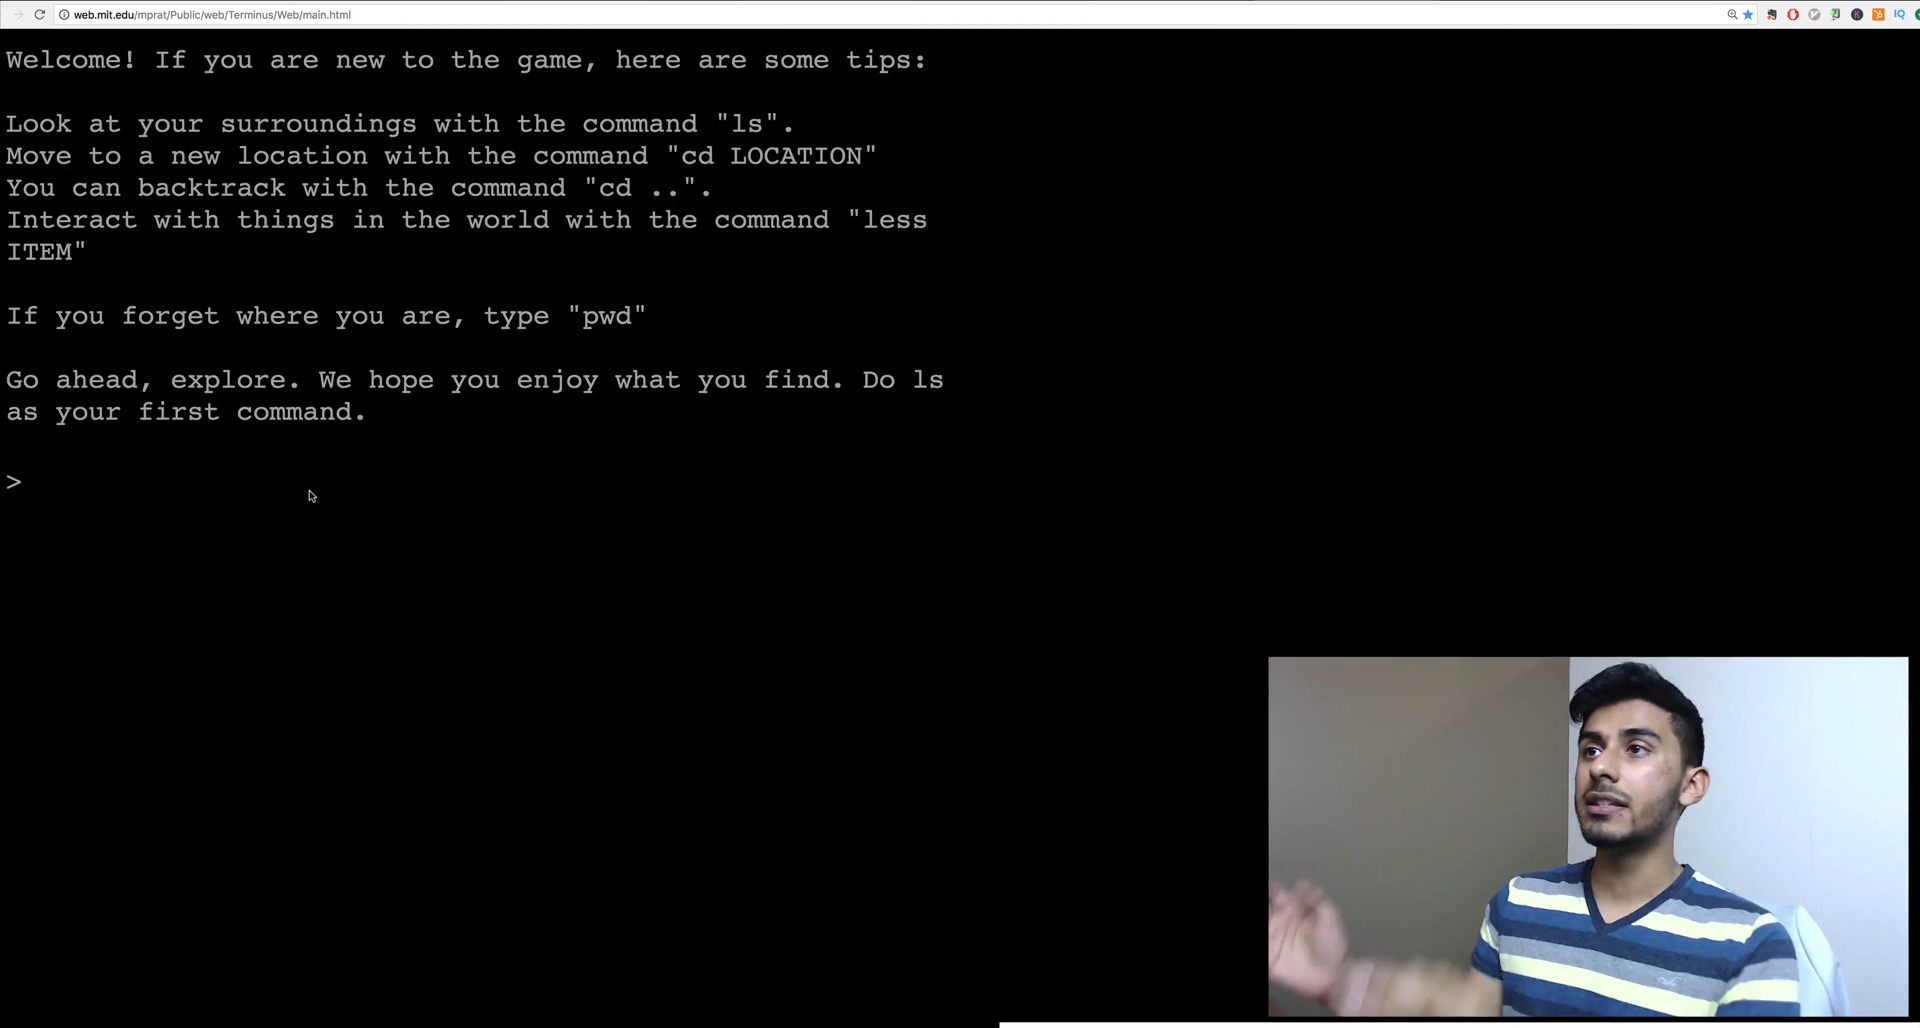 web.mit.edu/mprat/Public/web/Terminus/Web/main.html
IQ
Welcome! If you are new to the game, here are some tips:
Look at your surroundings with the command "ls".
Move to a new location with the command "cd LOCATION"
You can backtrack with the command "cd ..".
Interact with things in the world with the command "less
ITEM"
If you forget where you are, type "pwd"
Go ahead, explore. We hope you enjoy what you find. Do ls
as your first command.
>